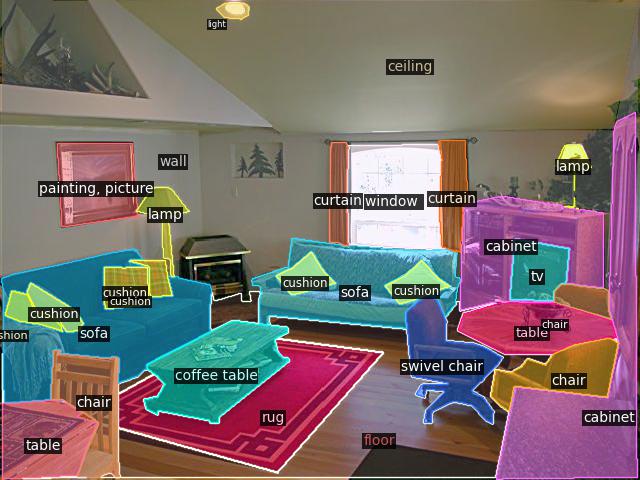 light
ceiling
wall
lamp
painting, picture
curtain
window
curtain
lamp
cabinet
cushion
cushion
tv
cushion
cushion
sofa
cushion
shion
sofa
table
chair
swivel chair
coffee table
chair
chair
rug
cabinet
table
floor